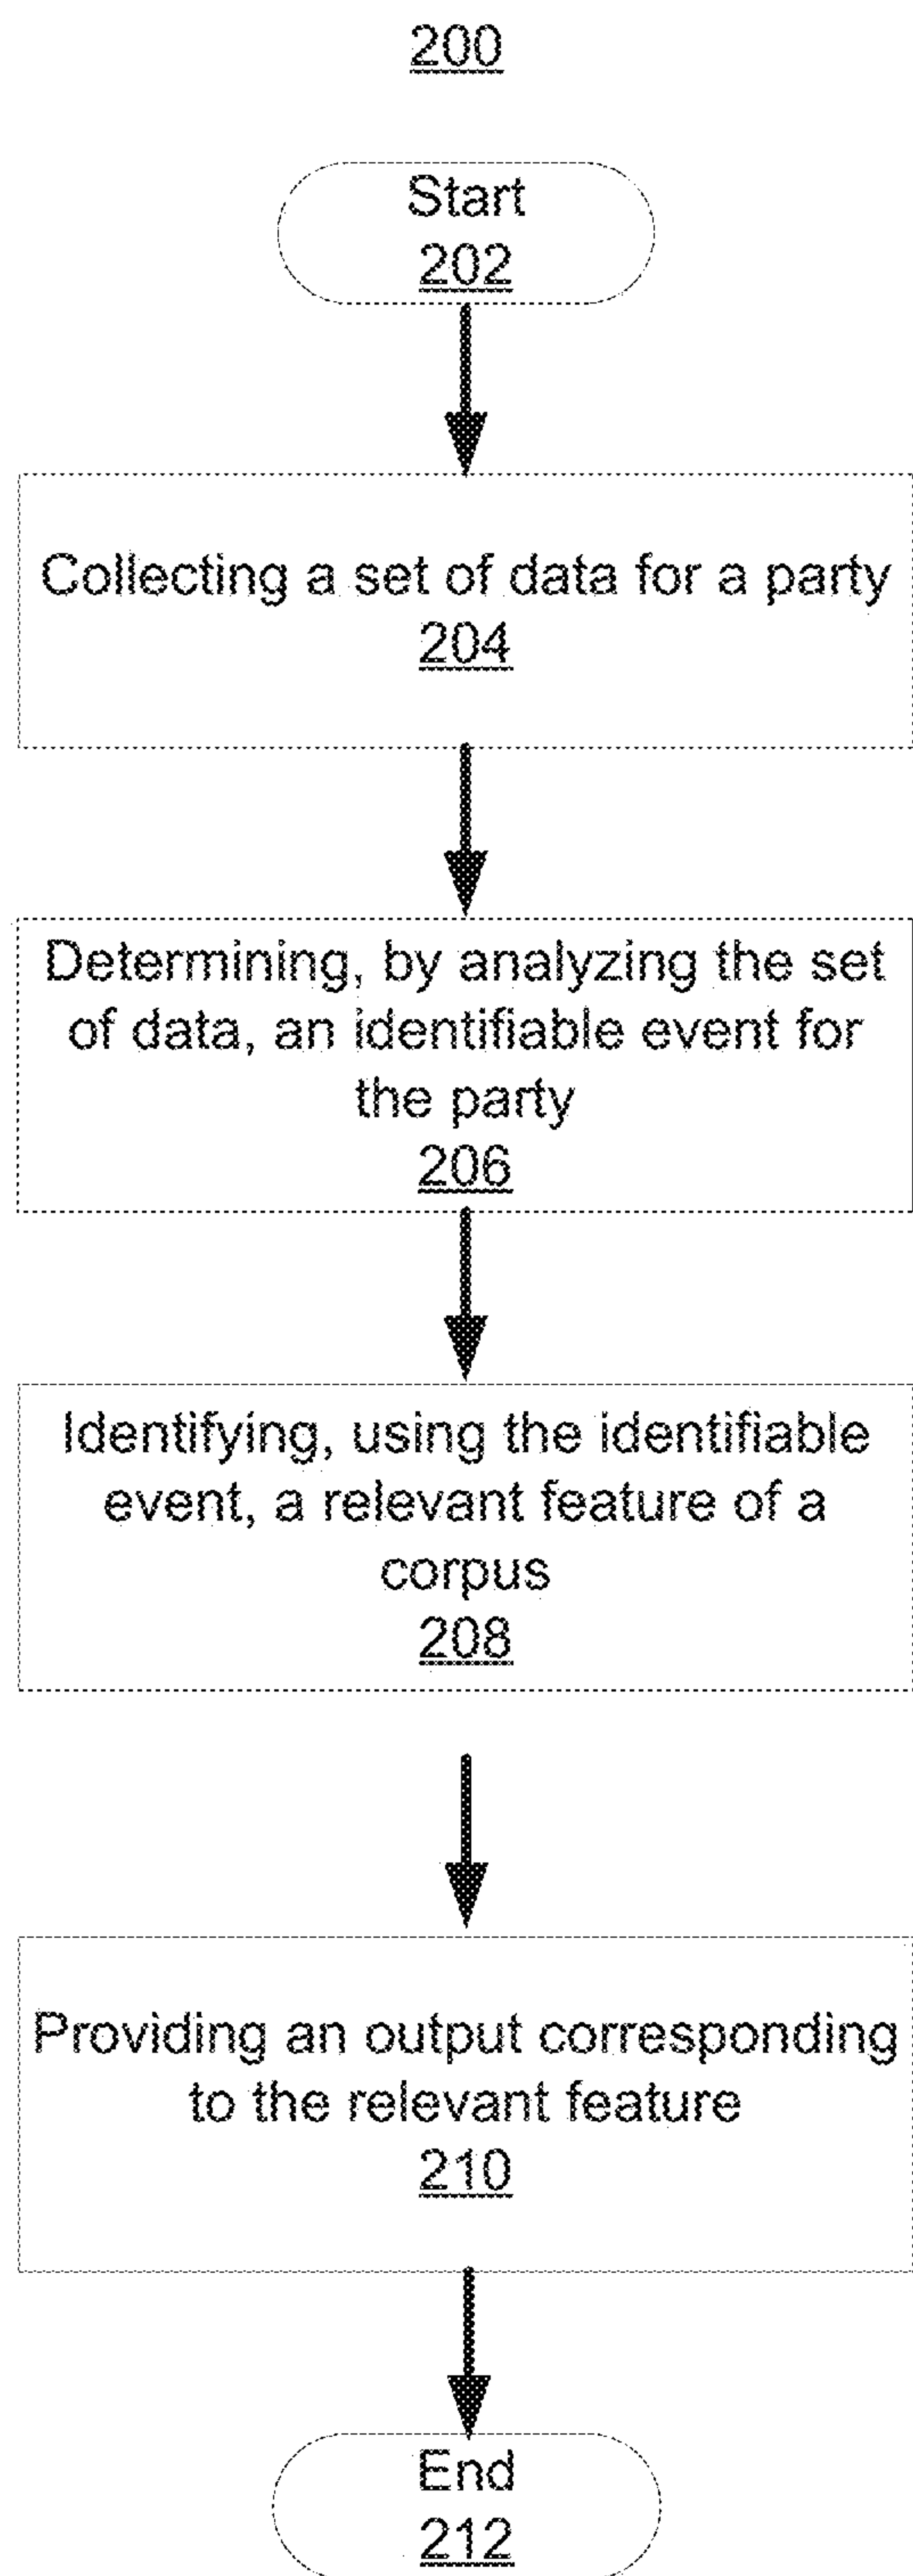 200
Start
202
Collecting a set of data for a party
204
Determining, by analyzing the set
of data, an identifiable event for
the party
206
Identifying, using the identifiable
event, a relevant feature of a
corpus
208
Providing an output corresponding
to the relevant feature
210
End
212